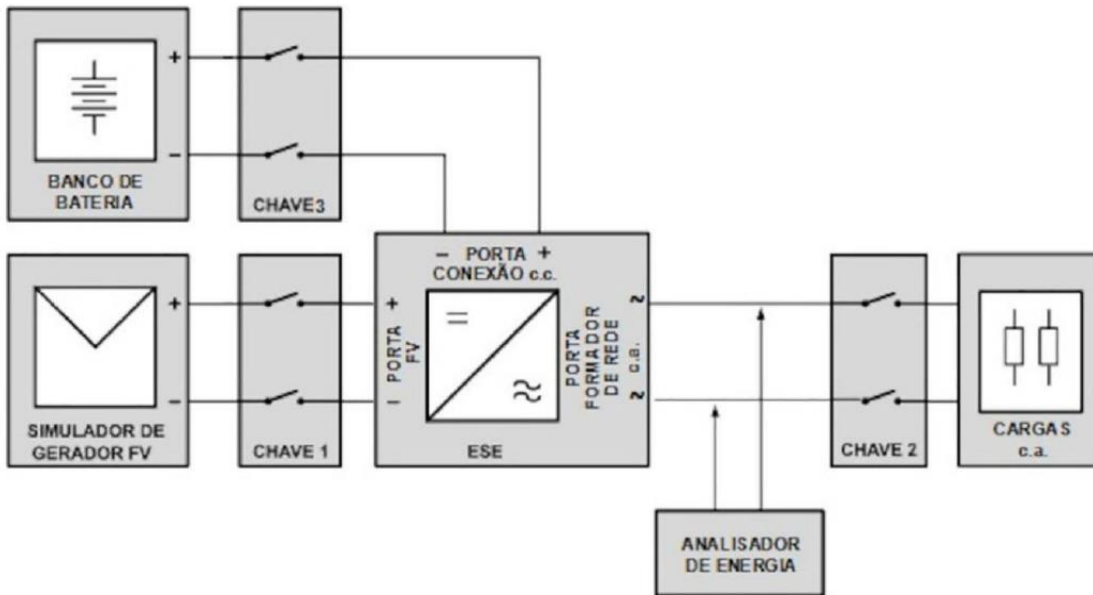 BANCO DE
BATERIA
+
−
CHAVE3
SIMULADOR DE
GERADOR FV
+
−
CHAVE 1
− PORTA +
CONEXÃO c.c.
+
PORTA
FV
−
ESE
PORTA
FORMADOR
DE REDE
c.a.
CHAVE 2
CARGAS
c.a.
ANALISADOR
DE ENERGIA